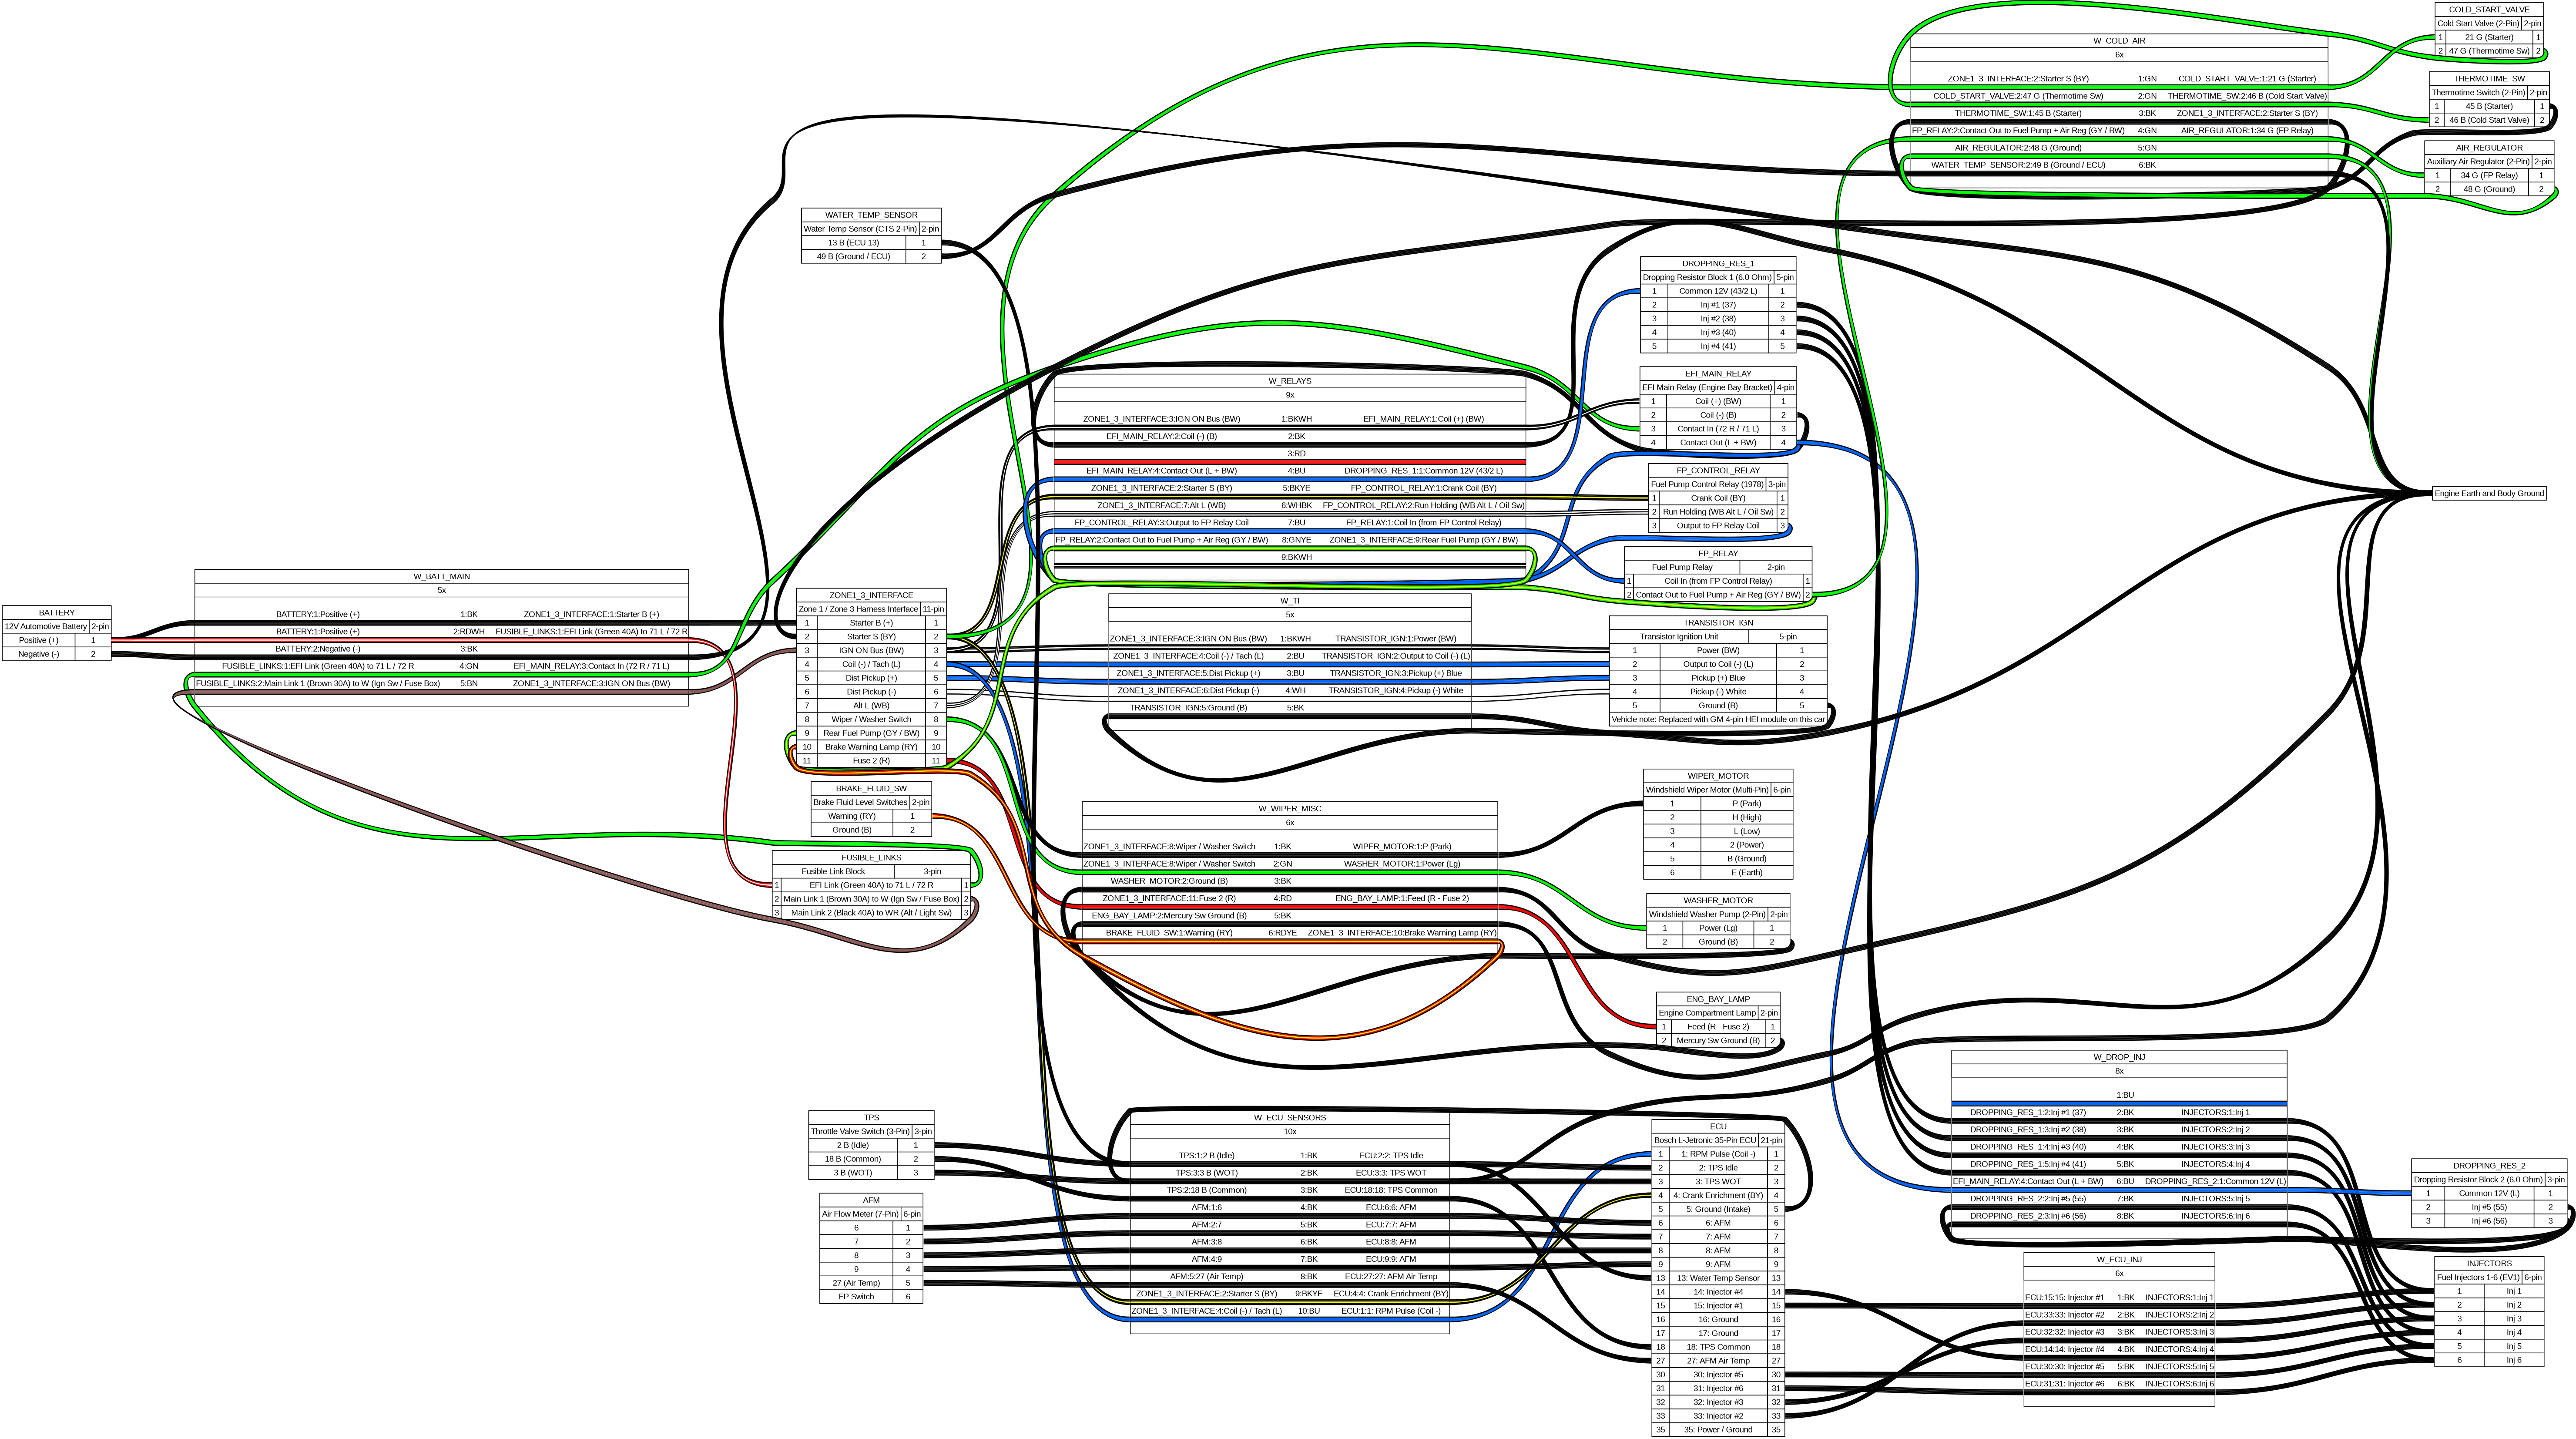 COLD_START_VALVE
Cold Start Valve (2-Pin) 2-pin
1 21 G (Starter) 1
2 47 G (Thermotime Sw) 2
W_COLD_AIR
6x
ZONE1_3_INTERFACE:2:Starter S (BY) 1:GN COLD_START_VALVE:1:21 G (Starter)
COLD_START_VALVE:2:47 G (Thermotime Sw) 2:GN THERMOTIME_SW:2:46 B (Cold Start Valve)
THERMOTIME_SW:1:45 B (Starter) 3:BK ZONE1_3_INTERFACE:2:Starter S (BY)
FP_RELAY:2:Contact Out to Fuel Pump + Air Reg (GY / BW) 4:GN AIR_REGULATOR:1:34 G (FP Relay)
AIR_REGULATOR:2:48 G (Ground) 5:GN
WATER_TEMP_SENSOR:2:49 B (Ground / ECU) 6:BK
THERMOTIME_SW
Thermotime Switch (2-Pin) 2-pin
1 45 B (Starter) 1
2 46 B (Cold Start Valve) 2
AIR_REGULATOR
Auxiliary Air Regulator (2-Pin) 2-pin
1 34 G (FP Relay) 1
2 48 G (Ground) 2
WATER_TEMP_SENSOR
Water Temp Sensor (CTS 2-Pin) 2-pin
13 B (ECU 13) 1
49 B (Ground / ECU) 2
DROPPING_RES_1
Dropping Resistor Block 1 (6.0 Ohm) 5-pin
1 Common 12V (43/2 L) 1
2 Inj #1 (37) 2
3 Inj #2 (38) 3
4 Inj #3 (40) 4
5 Inj #4 (41) 5
EFI_MAIN_RELAY
EFI Main Relay (Engine Bay Bracket) 4-pin
1 Coil (+) (BW) 1
2 Coil (-) (B) 2
3 Contact In (72 R / 71 L) 3
4 Contact Out (L + BW) 4
W_RELAYS
9x
ZONE1_3_INTERFACE:3:IGN ON Bus (BW) 1:BKWH EFI_MAIN_RELAY:1:Coil (+) (BW)
EFI_MAIN_RELAY:2:Coil (-) (B) 2:BK
3:RD
EFI_MAIN_RELAY:4:Contact Out (L + BW) 4:BU DROPPING_RES_1:1:Common 12V (43/2 L)
ZONE1_3_INTERFACE:2:Starter S (BY) 5:BKYE FP_CONTROL_RELAY:1:Crank Coil (BY)
ZONE1_3_INTERFACE:7:Alt L (WB) 6:WHBK FP_CONTROL_RELAY:2:Run Holding (WB Alt L / Oil Sw)
FP_CONTROL_RELAY:3:Output to FP Relay Coil 7:BU FP_RELAY:1:Coil In (from FP Control Relay)
FP_RELAY:2:Contact Out to Fuel Pump + Air Reg (GY / BW) 8:GNYE ZONE1_3_INTERFACE:9:Rear Fuel Pump (GY / BW)
9:BKWH
FP_CONTROL_RELAY
Fuel Pump Control Relay (1978) 3-pin
1 Crank Coil (BY) 1
2 Run Holding (WB Alt L / Oil Sw) 2
3 Output to FP Relay Coil 3
Engine Earth and Body Ground
FP_RELAY
Fuel Pump Relay 2-pin
1 Coil In (from FP Control Relay) 1
2 Contact Out to Fuel Pump + Air Reg (GY / BW) 2
W_BATT_MAIN
5x
BATTERY:1:Positive (+) 1:BK ZONE1_3_INTERFACE:1:Starter B (+)
BATTERY:1:Positive (+) 2:RDWH FUSIBLE_LINKS:1:EFI Link (Green 40A) to 71 L / 72 R
BATTERY:2:Negative (-) 3:BK
FUSIBLE_LINKS:1:EFI Link (Green 40A) to 71 L / 72 R 4:GN EFI_MAIN_RELAY:3:Contact In (72 R / 71 L)
FUSIBLE_LINKS:2:Main Link 1 (Brown 30A) to W (Ign Sw / Fuse Box) 5:BN ZONE1_3_INTERFACE:3:IGN ON Bus (BW)
BATTERY
12V Automotive Battery 2-pin
Positive (+) 1
Negative (-) 2
ZONE1_3_INTERFACE
Zone 1 / Zone 3 Harness Interface 11-pin
1 Starter B (+) 1
2 Starter S (BY) 2
3 IGN ON Bus (BW) 3
4 Coil (-) / Tach (L) 4
5 Dist Pickup (+) 5
6 Dist Pickup (-) 6
7 Alt L (WB) 7
8 Wiper / Washer Switch 8
9 Rear Fuel Pump (GY / BW) 9
10 Brake Warning Lamp (RY) 10
11 Fuse 2 (R) 11
W_TI
5x
ZONE1_3_INTERFACE:3:IGN ON Bus (BW) 1:BKWH TRANSISTOR_IGN:1:Power (BW)
ZONE1_3_INTERFACE:4:Coil (-) / Tach (L) 2:BU TRANSISTOR_IGN:2:Output to Coil (-) (L)
ZONE1_3_INTERFACE:5:Dist Pickup (+) 3:BU TRANSISTOR_IGN:3:Pickup (+) Blue
ZONE1_3_INTERFACE:6:Dist Pickup (-) 4:WH TRANSISTOR_IGN:4:Pickup (-) White
TRANSISTOR_IGN:5:Ground (B) 5:BK
TRANSISTOR_IGN
Transistor Ignition Unit 5-pin
1 Power (BW) 1
2 Output to Coil (-) (L) 2
3 Pickup (+) Blue 3
4 Pickup (-) White 4
5 Ground (B) 5
Vehicle note: Replaced with GM 4-pin HEI module on this car
BRAKE_FLUID_SW
Brake Fluid Level Switches 2-pin
Warning (RY) 1
Ground (B) 2
FUSIBLE_LINKS
Fusible Link Block 3-pin
1 EFI Link (Green 40A) to 71 L / 72 R 1
2 Main Link 1 (Brown 30A) to W (Ign Sw / Fuse Box) 2
3 Main Link 2 (Black 40A) to WR (Alt / Light Sw) 3
W_WIPER_MISC
6x
ZONE1_3_INTERFACE:8:Wiper / Washer Switch 1:BK WIPER_MOTOR:1:P (Park)
ZONE1_3_INTERFACE:8:Wiper / Washer Switch 2:GN WASHER_MOTOR:1:Power (Lg)
WASHER_MOTOR:2:Ground (B) 3:BK
ZONE1_3_INTERFACE:11:Fuse 2 (R) 4:RD ENG_BAY_LAMP:1:Feed (R - Fuse 2)
ENG_BAY_LAMP:2:Mercury Sw Ground (B) 5:BK
BRAKE_FLUID_SW:1:Warning (RY) 6:RDYE ZONE1_3_INTERFACE:10:Brake Warning Lamp (RY)
WIPER_MOTOR
Windshield Wiper Motor (Multi-Pin) 6-pin
1 P (Park)
2 H (High)
3 L (Low)
4 2 (Power)
5 B (Ground)
6 E (Earth)
WASHER_MOTOR
Windshield Washer Pump (2-Pin) 2-pin
1 Power (Lg) 1
2 Ground (B) 2
ENG_BAY_LAMP
Engine Compartment Lamp 2-pin
1 Feed (R - Fuse 2) 1
2 Mercury Sw Ground (B) 2
TPS
Throttle Valve Switch (3-Pin) 3-pin
2 B (Idle) 1
18 B (Common) 2
3 B (WOT) 3
AFM
Air Flow Meter (7-Pin) 6-pin
6 1
7 2
8 3
9 4
27 (Air Temp) 5
FP Switch 6
W_ECU_SENSORS
10x
TPS:1:2 B (Idle) 1:BK ECU:2:2: TPS Idle
TPS:3:3 B (WOT) 2:BK ECU:3:3: TPS WOT
TPS:2:18 B (Common) 3:BK ECU:18:18: TPS Common
AFM:1:6 4:BK ECU:6:6: AFM
AFM:2:7 5:BK ECU:7:7: AFM
AFM:3:8 6:BK ECU:8:8: AFM
AFM:4:9 7:BK ECU:9:9: AFM
AFM:5:27 (Air Temp) 8:BK ECU:27:27: AFM Air Temp
ZONE1_3_INTERFACE:2:Starter S (BY) 9:BKYE ECU:4:4: Crank Enrichment (BY)
ZONE1_3_INTERFACE:4:Coil (-) / Tach (L) 10:BU ECU:1:1: RPM Pulse (Coil -)
ECU
Bosch L-Jetronic 35-Pin ECU 21-pin
1 1: RPM Pulse (Coil -) 1
2 2: TPS Idle 2
3 3: TPS WOT 3
4 4: Crank Enrichment (BY) 4
5 5: Ground (Intake) 5
6 6: AFM 6
7 7: AFM 7
8 8: AFM 8
9 9: AFM 9
13 13: Water Temp Sensor 13
14 14: Injector #4 14
15 15: Injector #1 15
16 16: Ground 16
17 17: Ground 17
18 18: TPS Common 18
27 27: AFM Air Temp 27
30 30: Injector #5 30
31 31: Injector #6 31
32 32: Injector #3 32
33 33: Injector #2 33
35 35: Power / Ground 35
W_DROP_INJ
8x
1:BU
DROPPING_RES_1:2:Inj #1 (37) 2:BK INJECTORS:1:Inj 1
DROPPING_RES_1:3:Inj #2 (38) 3:BK INJECTORS:2:Inj 2
DROPPING_RES_1:4:Inj #3 (40) 4:BK INJECTORS:3:Inj 3
DROPPING_RES_1:5:Inj #4 (41) 5:BK INJECTORS:4:Inj 4
EFI_MAIN_RELAY:4:Contact Out (L + BW) 6:BU DROPPING_RES_2:1:Common 12V (L)
DROPPING_RES_2:2:Inj #5 (55) 7:BK INJECTORS:5:Inj 5
DROPPING_RES_2:3:Inj #6 (56) 8:BK INJECTORS:6:Inj 6
DROPPING_RES_2
Dropping Resistor Block 2 (6.0 Ohm) 3-pin
1 Common 12V (L) 1
2 Inj #5 (55) 2
3 Inj #6 (56) 3
W_ECU_INJ
6x
ECU:15:15: Injector #1 1:BK INJECTORS:1:Inj 1
ECU:33:33: Injector #2 2:BK INJECTORS:2:Inj 2
ECU:32:32: Injector #3 3:BK INJECTORS:3:Inj 3
ECU:14:14: Injector #4 4:BK INJECTORS:4:Inj 4
ECU:30:30: Injector #5 5:BK INJECTORS:5:Inj 5
ECU:31:31: Injector #6 6:BK INJECTORS:6:Inj 6
INJECTORS
Fuel Injectors 1-6 (EV1) 6-pin
1 Inj 1
2 Inj 2
3 Inj 3
4 Inj 4
5 Inj 5
6 Inj 6